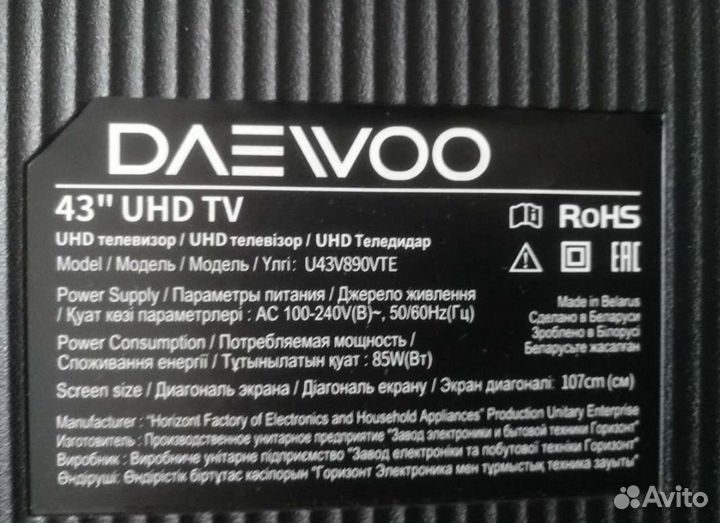 DAEWOO
43" UHD TV
RoHS
UHD телевизор / UHD телевізор / UHD Теледидар
Model / Модель / Модель / Үлгі: U43V890VTE
EAC
Power Supply / Параметры питания / Джерело живлення
/ Қуат көзі параметрлері : AC 100-240V(В)~, 50/60Hz(Гц)
Made in Belarus
Сделано в Беларуси
Зроблено в Білорусі
Беларусьте жасалған
Power Consumption / Потребляемая мощность /
Споживання енергії / Тұтынылатын қуат : 85W(Вт)
Screen size / Диагональ экрана / Діагональ екрану / Экран диагоналі: 107cm (см)
Manufacturer : "Horizont Factory of Electronics and Household Appliances" Production Unitary Enterprise
Изготовитель : Производственное унитарное предприятие "Завод электроники и бытовой техники Горизонт"
Виробник : Виробниче унітарне підприємство "Завод електроніки та побутової техніки Горизонт"
Өндіруші: Өндірістік біртұтас кәсіпорын "Горизонт Электроника мен тұрмыстық техника зауыты"
Avito